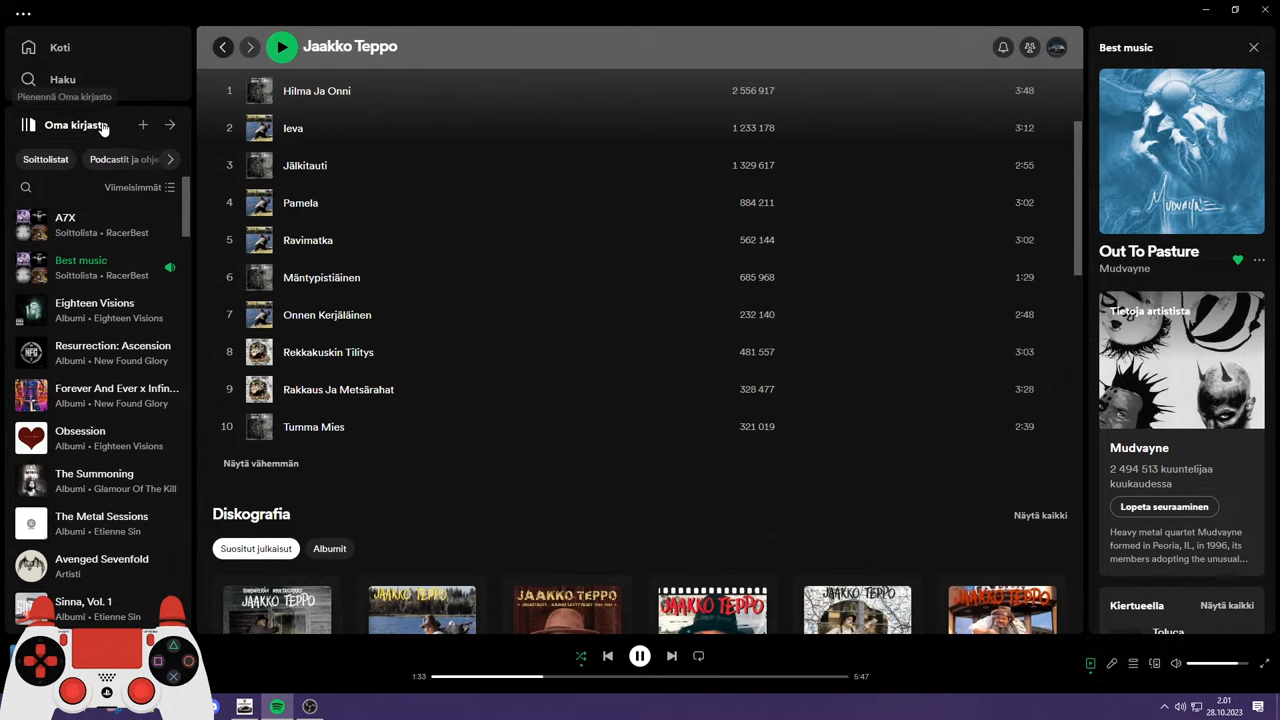 Koti
Haku
Pienennä Oma kirjasto
Oma kirjasto
Soittolistat
Podcastit ja ohje
Viimeisimmät
A7X
Soittolista • RacerBest
Best music
Soittolista • RacerBest
Eighteen Visions
Albumi • Eighteen Visions
Resurrection: Ascension
Albumi • New Found Glory
Forever And Ever x Infin...
Albumi • New Found Glory
Obsession
Albumi • Eighteen Visions
The Summoning
Albumi • Glamour Of The Kill
The Metal Sessions
Albumi • Etienne Sin
Avenged Sevenfold
Artisti
Sinna, Vol. 1
Albumi • Etienne Sin
Jaakko Teppo
1 Hilma Ja Onni 2 556 917 3:48
2 Ieva 1 233 178 3:12
3 Jälkitauti 1 329 617 2:55
4 Pamela 884 211 3:02
5 Ravimatka 562 144 3:02
6 Mäntypistiäinen 685 968 1:29
7 Onnen Kerjäläinen 232 140 2:48
8 Rekkakuskin Tilitys 481 557 3:03
9 Rakkaus Ja Metsärahat 328 477 3:28
10 Tumma Mies 321 019 2:39
Näytä vähemmän
Diskografia
Näytä kaikki
Suositut julkaisut
Albumit
JAAKKO TEPPO
JAAKKO TEPPO
JAAKKO TEPPO
JAAKKO TEPPO
JAAKKO TEPPO
JAAKKO TEPPO
Best music
MUDVAYNE
Out To Pasture
Mudvayne
Tietoja artistista
Mudvayne
2 494 513 kuuntelijaa
kuukaudessa
Lopeta seuraaminen
Heavy metal quartet Mudvayne
formed in Peoria, IL, in 1996, its
members adopting the unusual...
Kiertueella
Näytä kaikki
Toluca
1:33
5:47
2.01
28.10.2023